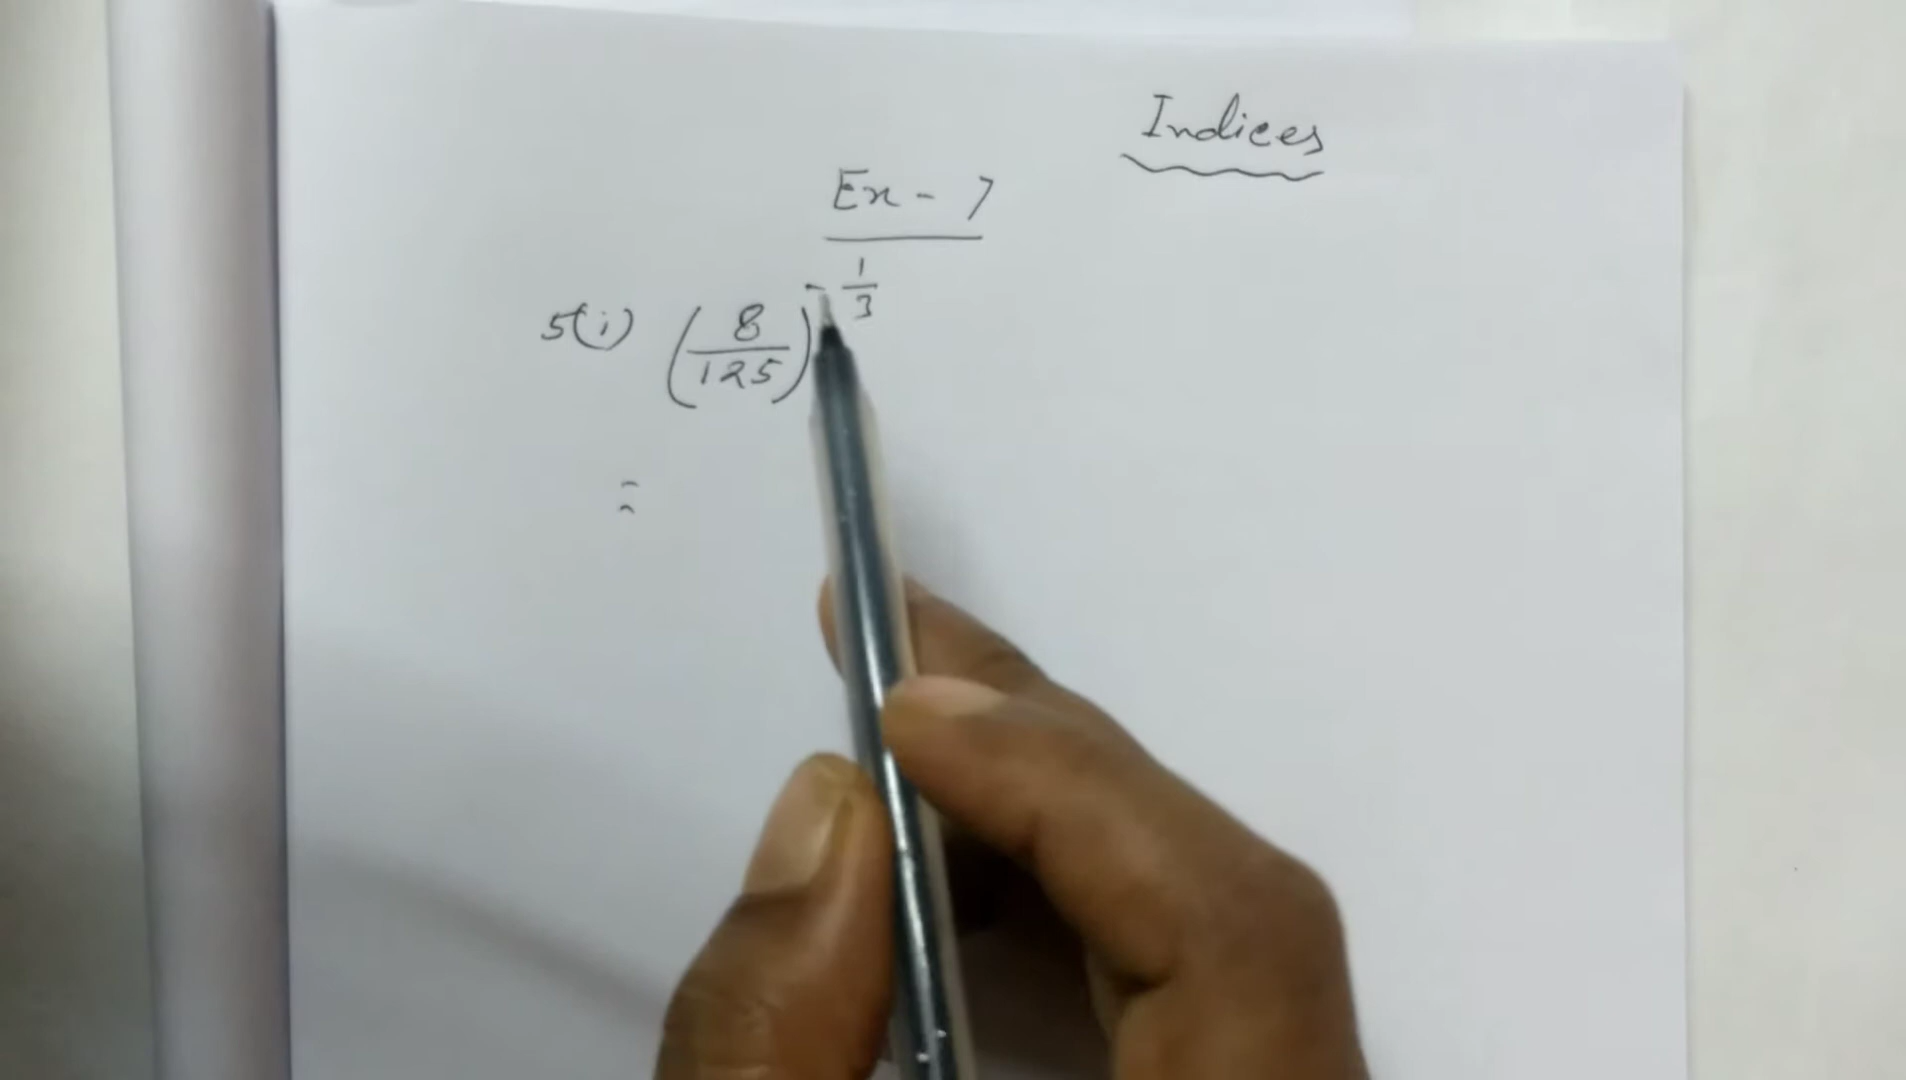 Indices
Ex - 7
5(i) (8/125)^-1/3
=